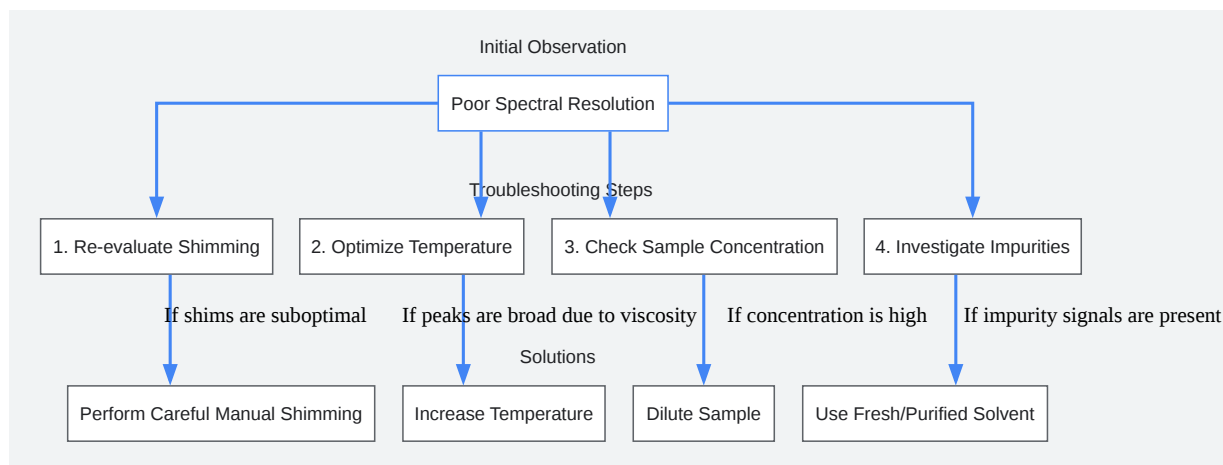 Initial Observation
Poor Spectral Resolution
Troubleshooting Steps
1. Re-evaluate Shimming
2. Optimize Temperature
3. Check Sample Concentration
4. Investigate Impurities
If shims are suboptimal
If peaks are broad due to viscosity
If concentration is high
If impurity signals are present
Solutions
Perform Careful Manual Shimming
Increase Temperature
Dilute Sample
Use Fresh/Purified Solvent